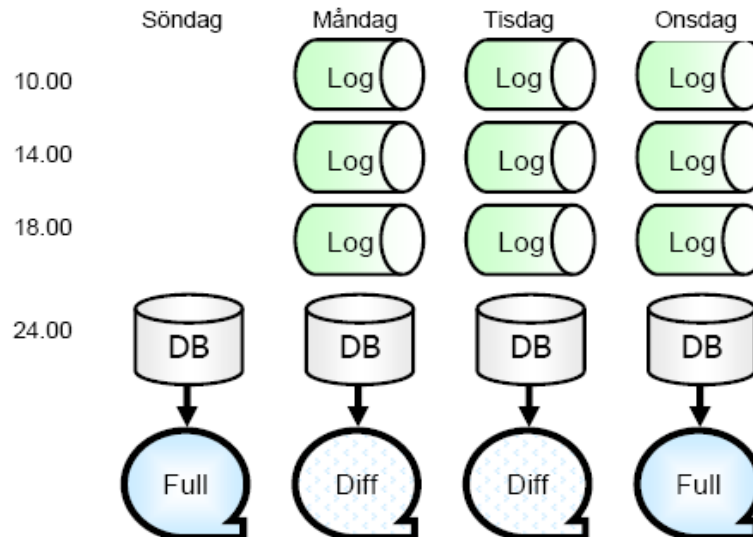 Söndag Måndag Tisdag Onsdag
10.00 Log Log Log
14.00 Log Log Log
18.00 Log Log Log
24.00 DB DB DB DB
Full Diff Diff Full